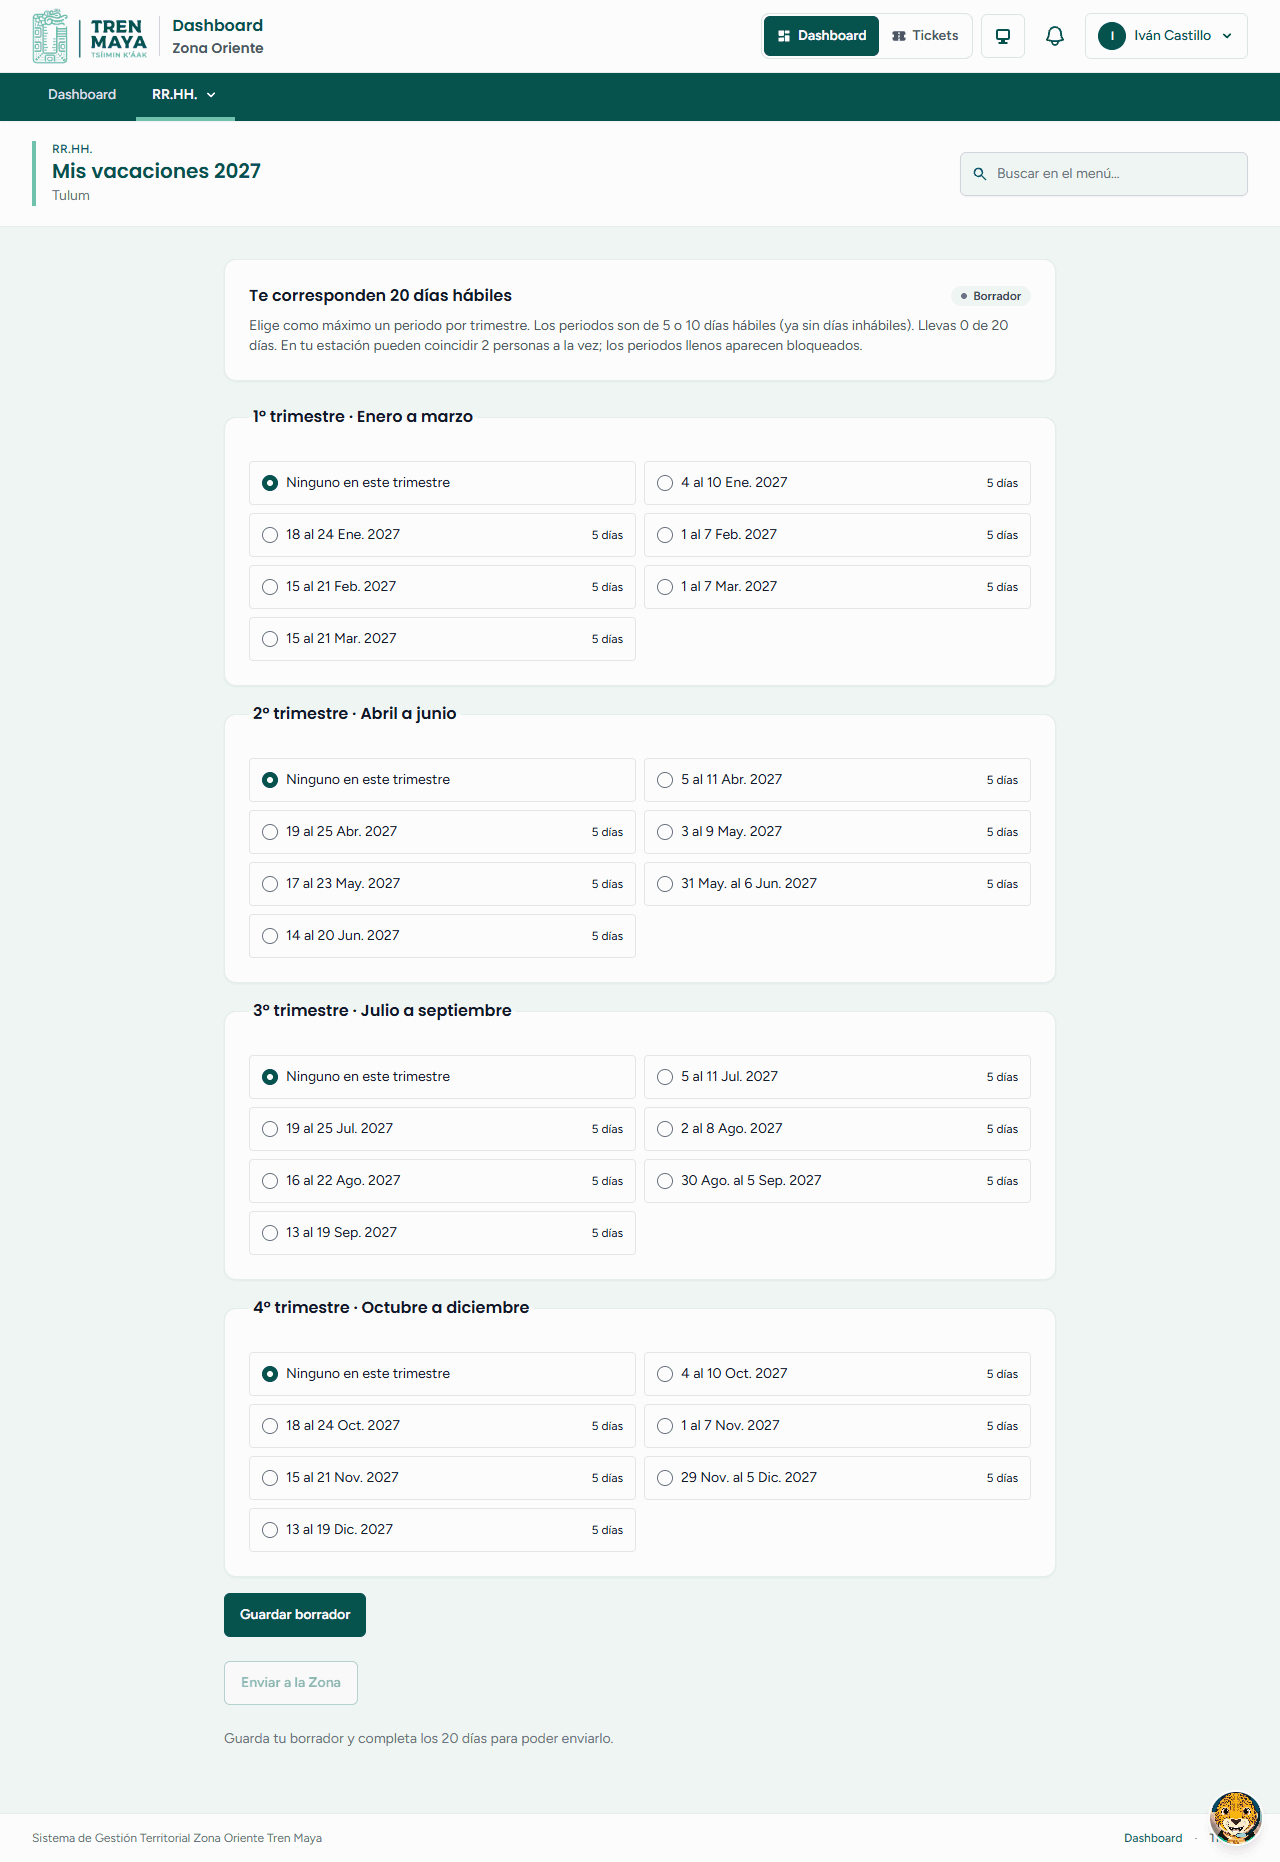 TREN
MAYA
TSÍIMIN K'ÁAK
Dashboard
Zona Oriente
Dashboard
Tickets
I
Iván Castillo
Dashboard
RR.HH.
RR.HH.
Mis vacaciones 2027
Tulum
Buscar en el menú...
Te corresponden 20 días hábiles
Borrador
Elige como máximo un periodo por trimestre. Los periodos son de 5 o 10 días hábiles (ya sin días inhábiles). Llevas 0 de 20
días. En tu estación pueden coincidir 2 personas a la vez; los periodos llenos aparecen bloqueados.
1º trimestre · Enero a marzo
Ninguno en este trimestre
4 al 10 Ene. 2027 5 días
18 al 24 Ene. 2027 5 días
1 al 7 Feb. 2027 5 días
15 al 21 Feb. 2027 5 días
1 al 7 Mar. 2027 5 días
15 al 21 Mar. 2027 5 días
2º trimestre · Abril a junio
Ninguno en este trimestre
5 al 11 Abr. 2027 5 días
19 al 25 Abr. 2027 5 días
3 al 9 May. 2027 5 días
17 al 23 May. 2027 5 días
31 May. al 6 Jun. 2027 5 días
14 al 20 Jun. 2027 5 días
3º trimestre · Julio a septiembre
Ninguno en este trimestre
5 al 11 Jul. 2027 5 días
19 al 25 Jul. 2027 5 días
2 al 8 Ago. 2027 5 días
16 al 22 Ago. 2027 5 días
30 Ago. al 5 Sep. 2027 5 días
13 al 19 Sep. 2027 5 días
4º trimestre · Octubre a diciembre
Ninguno en este trimestre
4 al 10 Oct. 2027 5 días
18 al 24 Oct. 2027 5 días
1 al 7 Nov. 2027 5 días
15 al 21 Nov. 2027 5 días
29 Nov. al 5 Dic. 2027 5 días
13 al 19 Dic. 2027 5 días
Guardar borrador
Enviar a la Zona
Guarda tu borrador y completa los 20 días para poder enviarlo.
Sistema de Gestión Territorial Zona Oriente Tren Maya
Dashboard ·